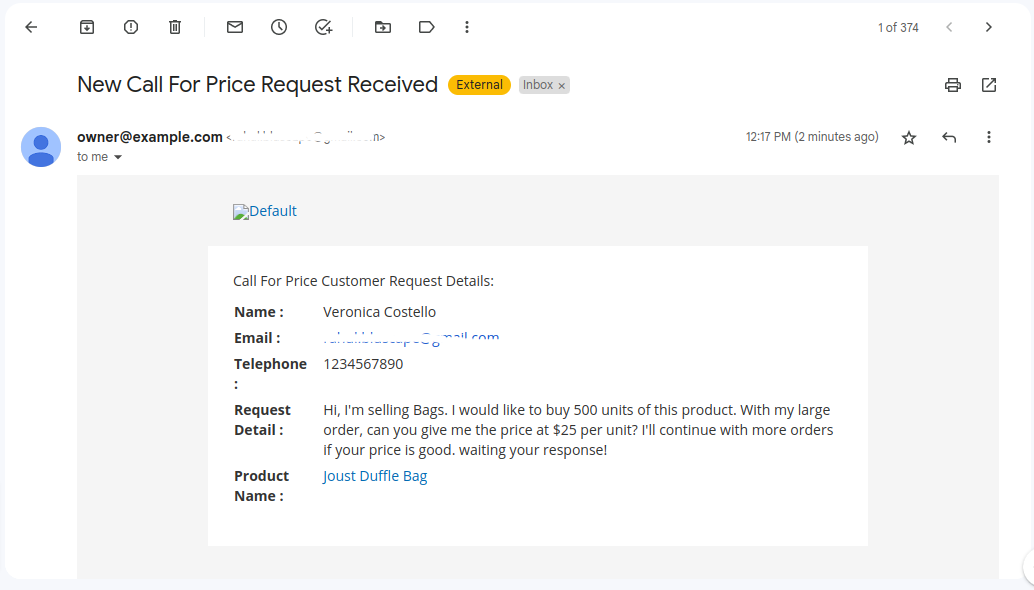 1 of 374
New Call For Price Request Received External Inbox ×
owner@example.com
12:17 PM (2 minutes ago)
to me
Default
Call For Price Customer Request Details:
Name : Veronica Costello
Email :
Telephone 1234567890
:
Request Hi, I'm selling Bags. I would like to buy 500 units of this product. With my large
Detail : order, can you give me the price at $25 per unit? I'll continue with more orders
if your price is good. waiting your response!
Product Joust Duffle Bag
Name :